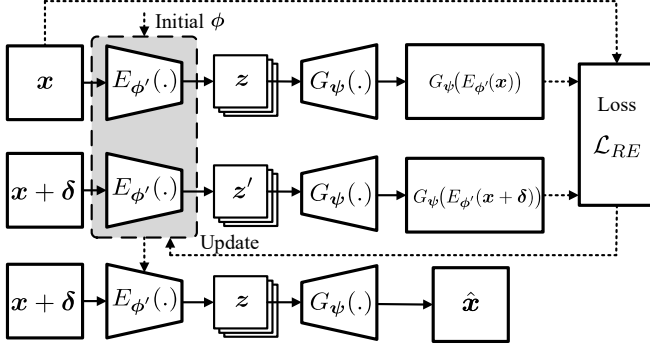 Initial ϕ
x
E_ϕ′(.)
z
G_ψ(.)
G_ψ(E_ϕ′(x))
Loss
ℒ_RE
x + δ
E_ϕ′(.)
z′
G_ψ(.)
G_ψ(E_ϕ′(x + δ))
Update
x + δ
E_ϕ′(.)
z
G_ψ(.)
x̂